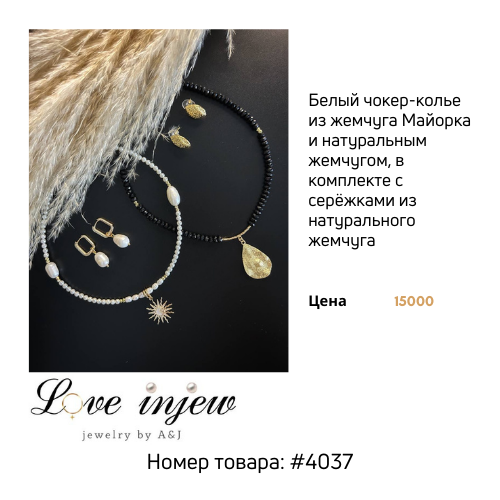 Белый чокер-колье
из жемчуга Майорка
и натуральным
жемчугом, в
комплекте с
серёжками из
натурального
жемчуга
Цена 15000
Love injew
jewelry by A&J
Номер товара: #4037